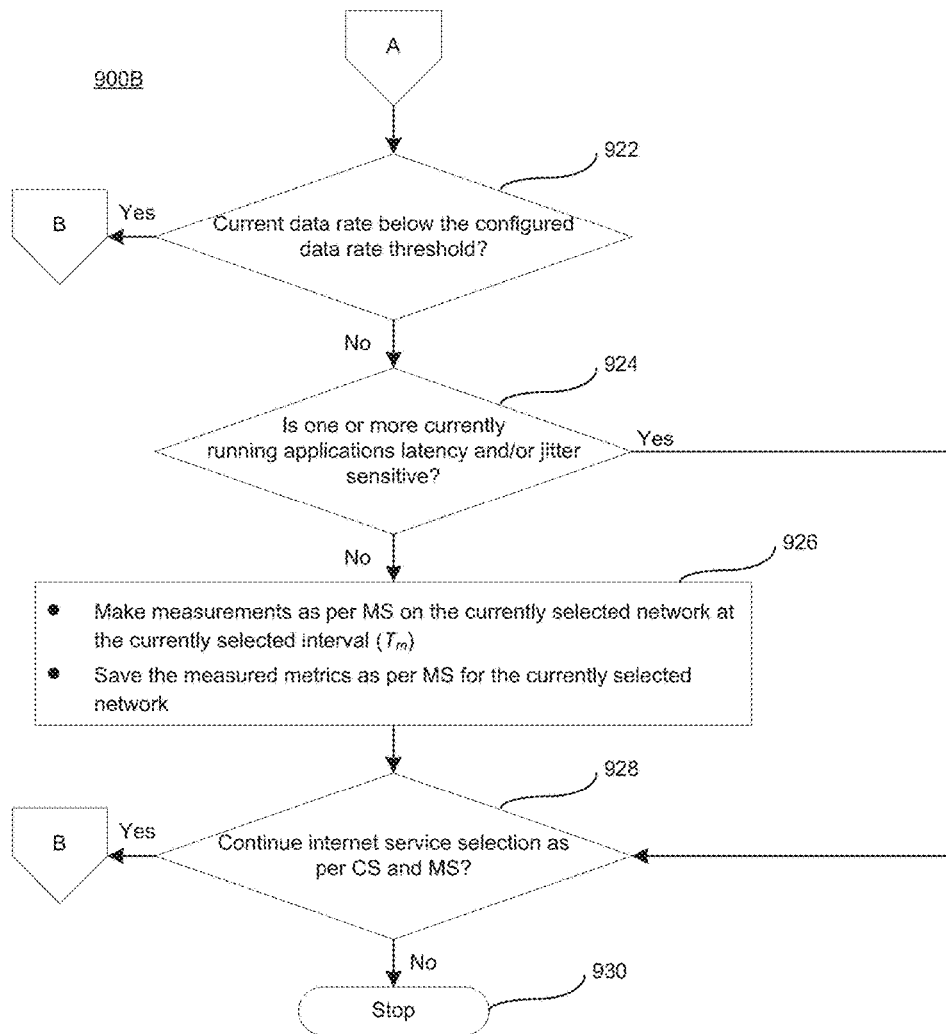 A
900B
922
B
Yes
Current data rate below the configured
data rate threshold?
No
924
Is one or more currently
running applications latency and/or jitter
sensitive?
Yes
No
926
● Make measurements as per MS on the currently selected network at
the currently selected interval (Tm)
● Save the measured metrics as per MS for the currently selected
network
928
B
Yes
Continue internet service selection as
per CS and MS?
No
930
Stop